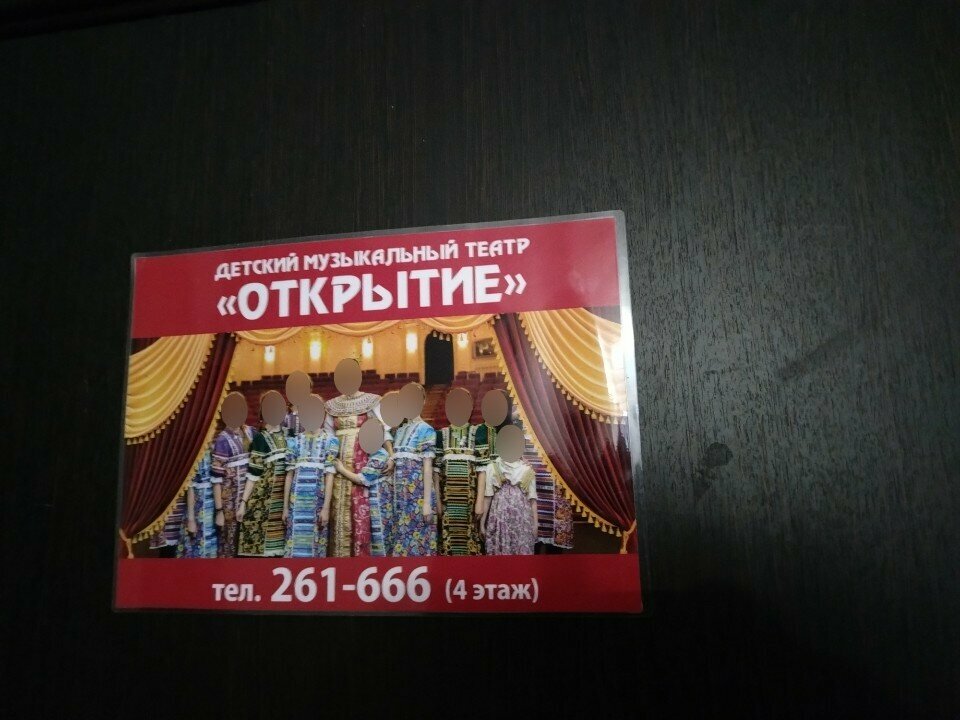 ДЕТСКИЙ МУЗЫКАЛЬНЫЙ ТЕАТР
«ОТКРЫТИЕ»
тел. 261-666 (4 этаж)